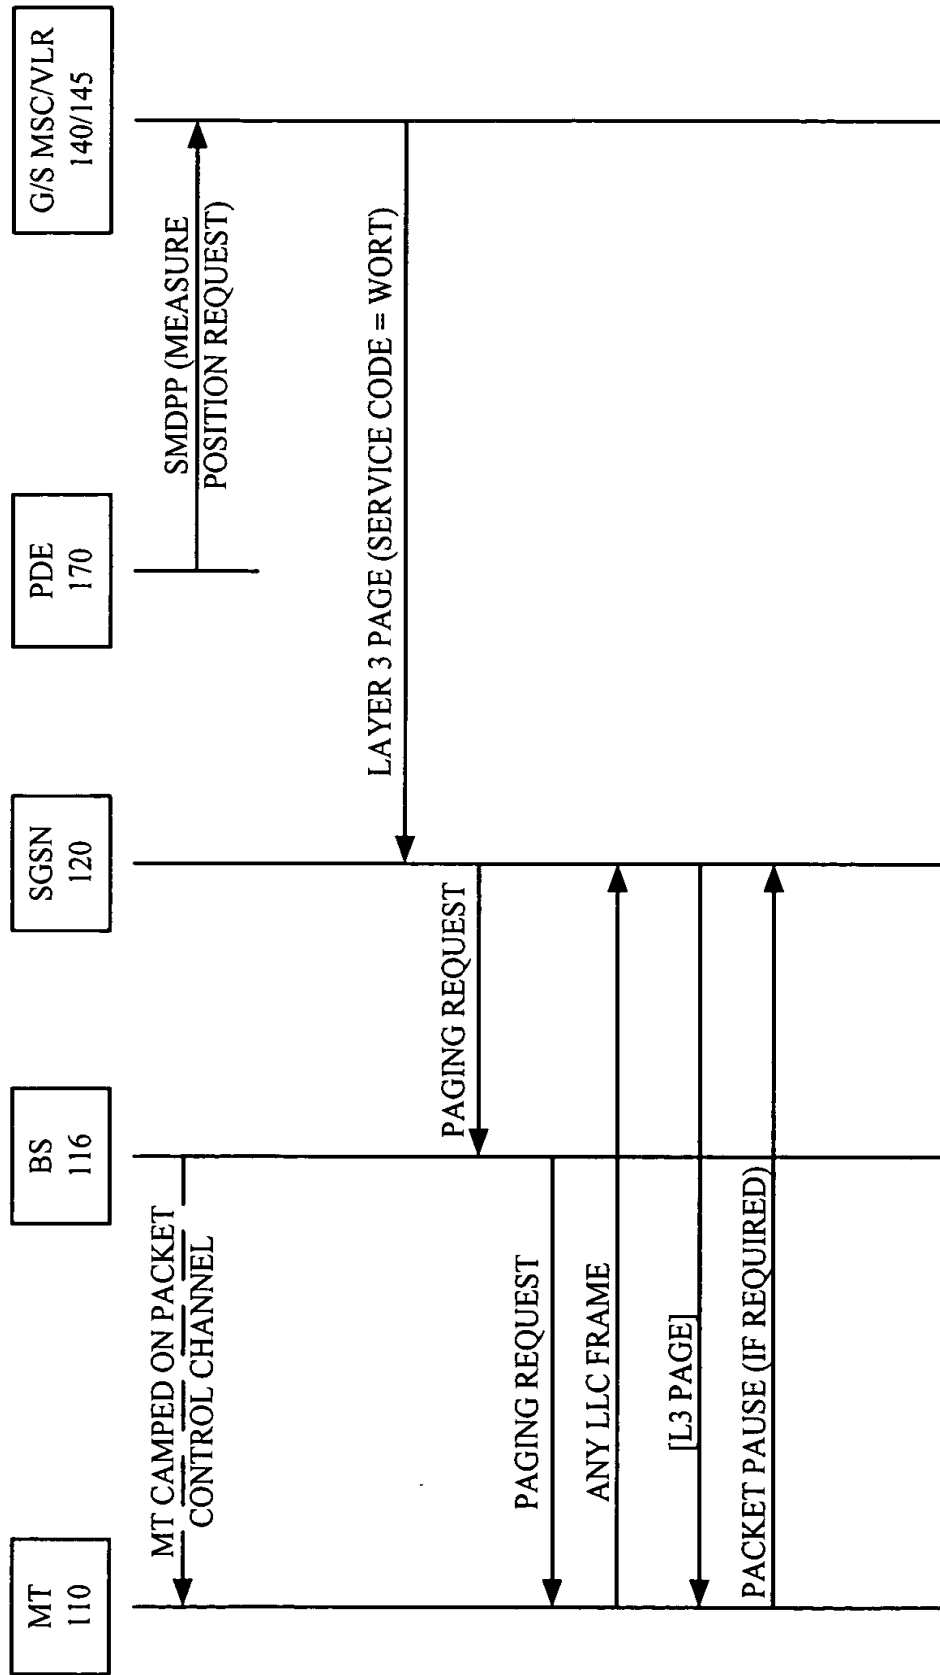 MT
110
BS
116
SGSN
120
PDE
170
G/S MSC/VLR
140/145
MT CAMPED ON PACKET
CONTROL CHANNEL
SMDPP (MEASURE
POSITION REQUEST)
LAYER 3 PAGE (SERVICE CODE = WORT)
PAGING REQUEST
PAGING REQUEST
ANY LLC FRAME
[L3 PAGE]
PACKET PAUSE (IF REQUIRED)